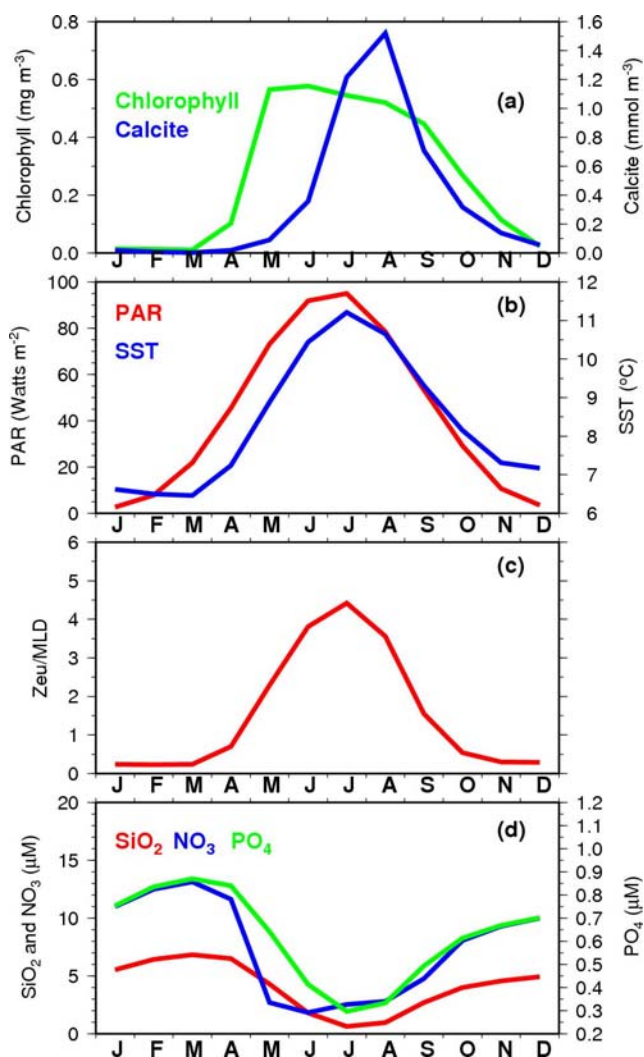 0.8
0.6
0.4
0.2
0.0
Chlorophyll (mg m-3)
Chlorophyll
Calcite
(a)
1.6
1.4
1.2
1.0
0.8
0.6
0.4
0.2
0.0
Calcite (mmol m-3)
J F M A M J J A S O N D
100
80
60
40
20
0
PAR (Watts m-2)
PAR
SST
(b)
12
11
10
9
8
7
6
SST (ºC)
J F M A M J J A S O N D
6
5
4
3
2
1
0
Zeu/MLD
(c)
J F M A M J J A S O N D
20
15
10
5
0
SiO2 and NO3 (µM)
SiO2 NO3 PO4
(d)
1.2
1.1
1.0
0.9
0.8
0.7
0.6
0.5
0.4
0.3
0.2
PO4 (µM)
J F M A M J J A S O N D